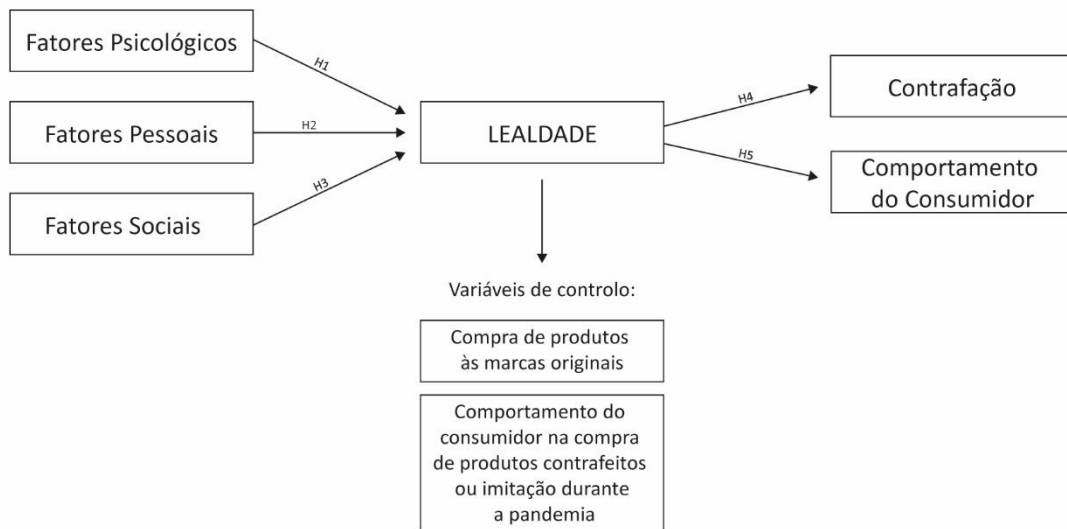 Fatores Psicológicos
H1
Fatores Pessoais
H2
Fatores Sociais
H3
LEALDADE
H4
Contrafação
H5
Comportamento
do Consumidor
Variáveis de controlo:
Compra de produtos
às marcas originais
Comportamento do
consumidor na compra
de produtos contrafeitos
ou imitação durante
a pandemia